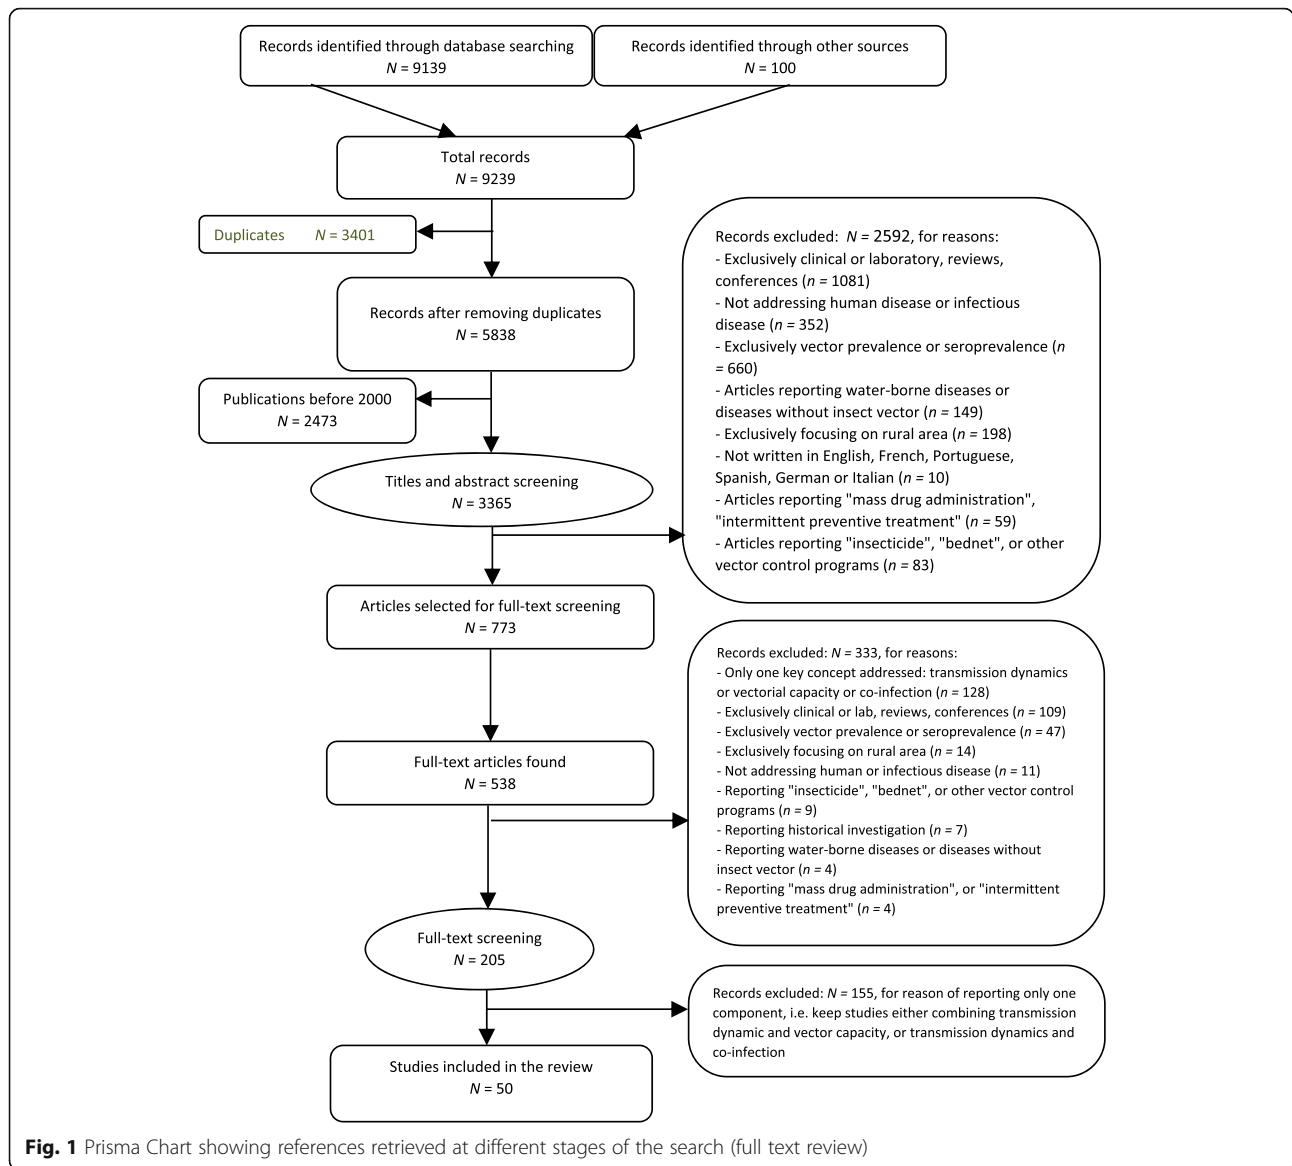 Records identified through database searching
N = 9139
Records identified through other sources
N = 100
Total records
N = 9239
Duplicates N = 3401
Records after removing duplicates
N = 5838
Publications before 2000
N = 2473
Titles and abstract screening
N = 3365
Records excluded: N = 2592, for reasons:
- Exclusively clinical or laboratory, reviews,
conferences (n = 1081)
- Not addressing human disease or infectious
disease (n = 352)
- Exclusively vector prevalence or seroprevalence (n
= 660)
- Articles reporting water-borne diseases or
diseases without insect vector (n = 149)
- Exclusively focusing on rural area (n = 198)
- Not written in English, French, Portuguese,
Spanish, German or Italian (n = 10)
- Articles reporting "mass drug administration",
"intermittent preventive treatment" (n = 59)
- Articles reporting "insecticide", "bednet", or other
vector control programs (n = 83)
Articles selected for full-text screening
N = 773
Full-text articles found
N = 538
Records excluded: N = 333, for reasons:
- Only one key concept addressed: transmission dynamics
or vectorial capacity or co-infection (n = 128)
- Exclusively clinical or lab, reviews, conferences (n = 109)
- Exclusively vector prevalence or seroprevalence (n = 47)
- Exclusively focusing on rural area (n = 14)
- Not addressing human or infectious disease (n = 11)
- Reporting "insecticide", "bednet", or other vector control
programs (n = 9)
- Reporting historical investigation (n = 7)
- Reporting water-borne diseases or diseases without
insect vector (n = 4)
- Reporting "mass drug administration", or "intermittent
preventive treatment" (n = 4)
Full-text screening
N = 205
Records excluded: N = 155, for reason of reporting only one
component, i.e. keep studies either combining transmission
dynamic and vector capacity, or transmission dynamics and
co-infection
Studies included in the review
N = 50
Fig. 1 Prisma Chart showing references retrieved at different stages of the search (full text review)